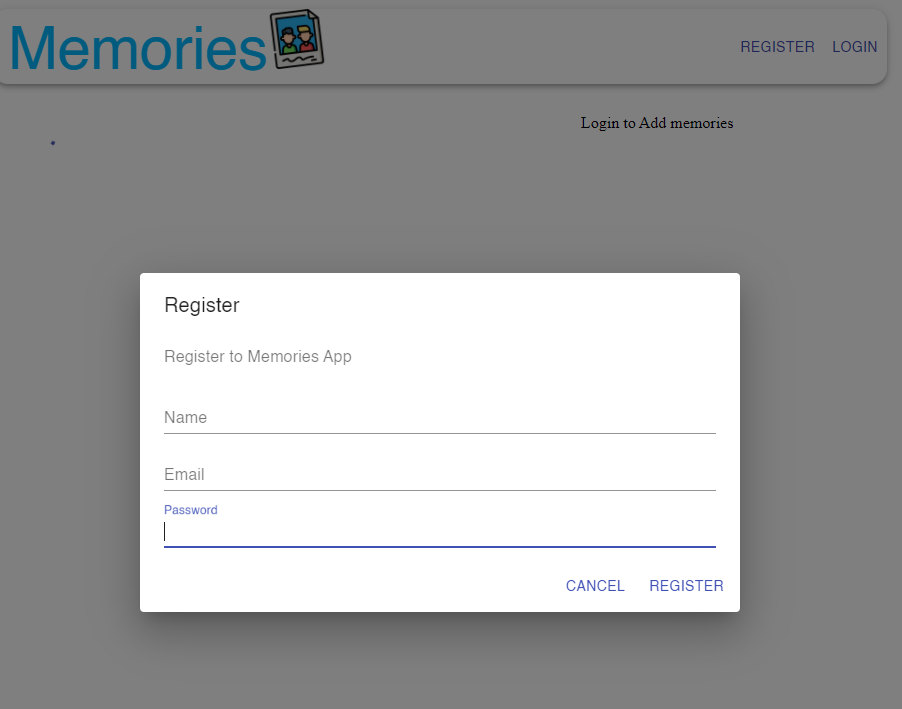 Memories
REGISTER LOGIN
Login to Add memories
Register
Register to Memories App
Name
Email
Password
CANCEL REGISTER